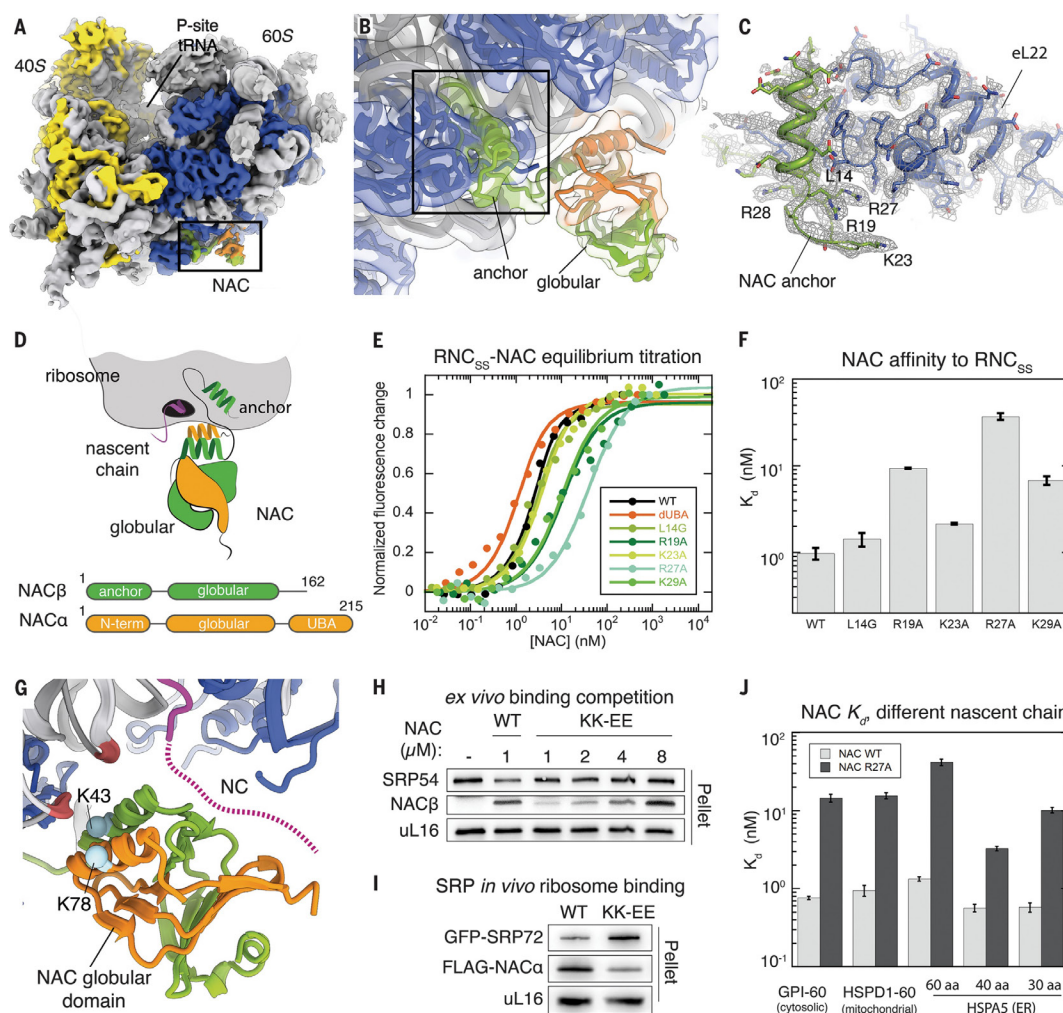 A
P-site
tRNA
40S
60S
NAC
B
anchor
globular
C
eL22
L14
R28
R27
R19
K23
NAC anchor
D
ribosome
anchor
nascent
chain
NAC
globular
1
162
NACβ
anchor
globular
1
215
NACα
N-term
globular
UBA
E
RNCSS-NAC equilibrium titration
Normalized fluorescence change
1
0.8
0.6
0.4
0.2
0
WT
dUBA
L14G
R19A
K23A
R27A
K29A
10-2 10-1 100 101 102 103 104
[NAC] (nM)
F
NAC affinity to RNCSS
Kd (nM)
102
101
100
WT L14G R19A K23A R27A K29A
G
K43
NC
K78
NAC globular
domain
H
ex vivo binding competition
NAC WT KK-EE
(µM): - 1 1 2 4 8
SRP54
NACβ
uL16
Pellet
I
SRP in vivo ribosome binding
WT KK-EE
GFP-SRP72
FLAG-NACα
uL16
Pellet
J
NAC Kd, different nascent chain
NAC WT
NAC R27A
Kd (nM)
102
101
100
10-1
60 aa 40 aa 30 aa
GPI-60 HSPD1-60
(cytosolic) (mitochondrial) HSPA5 (ER)